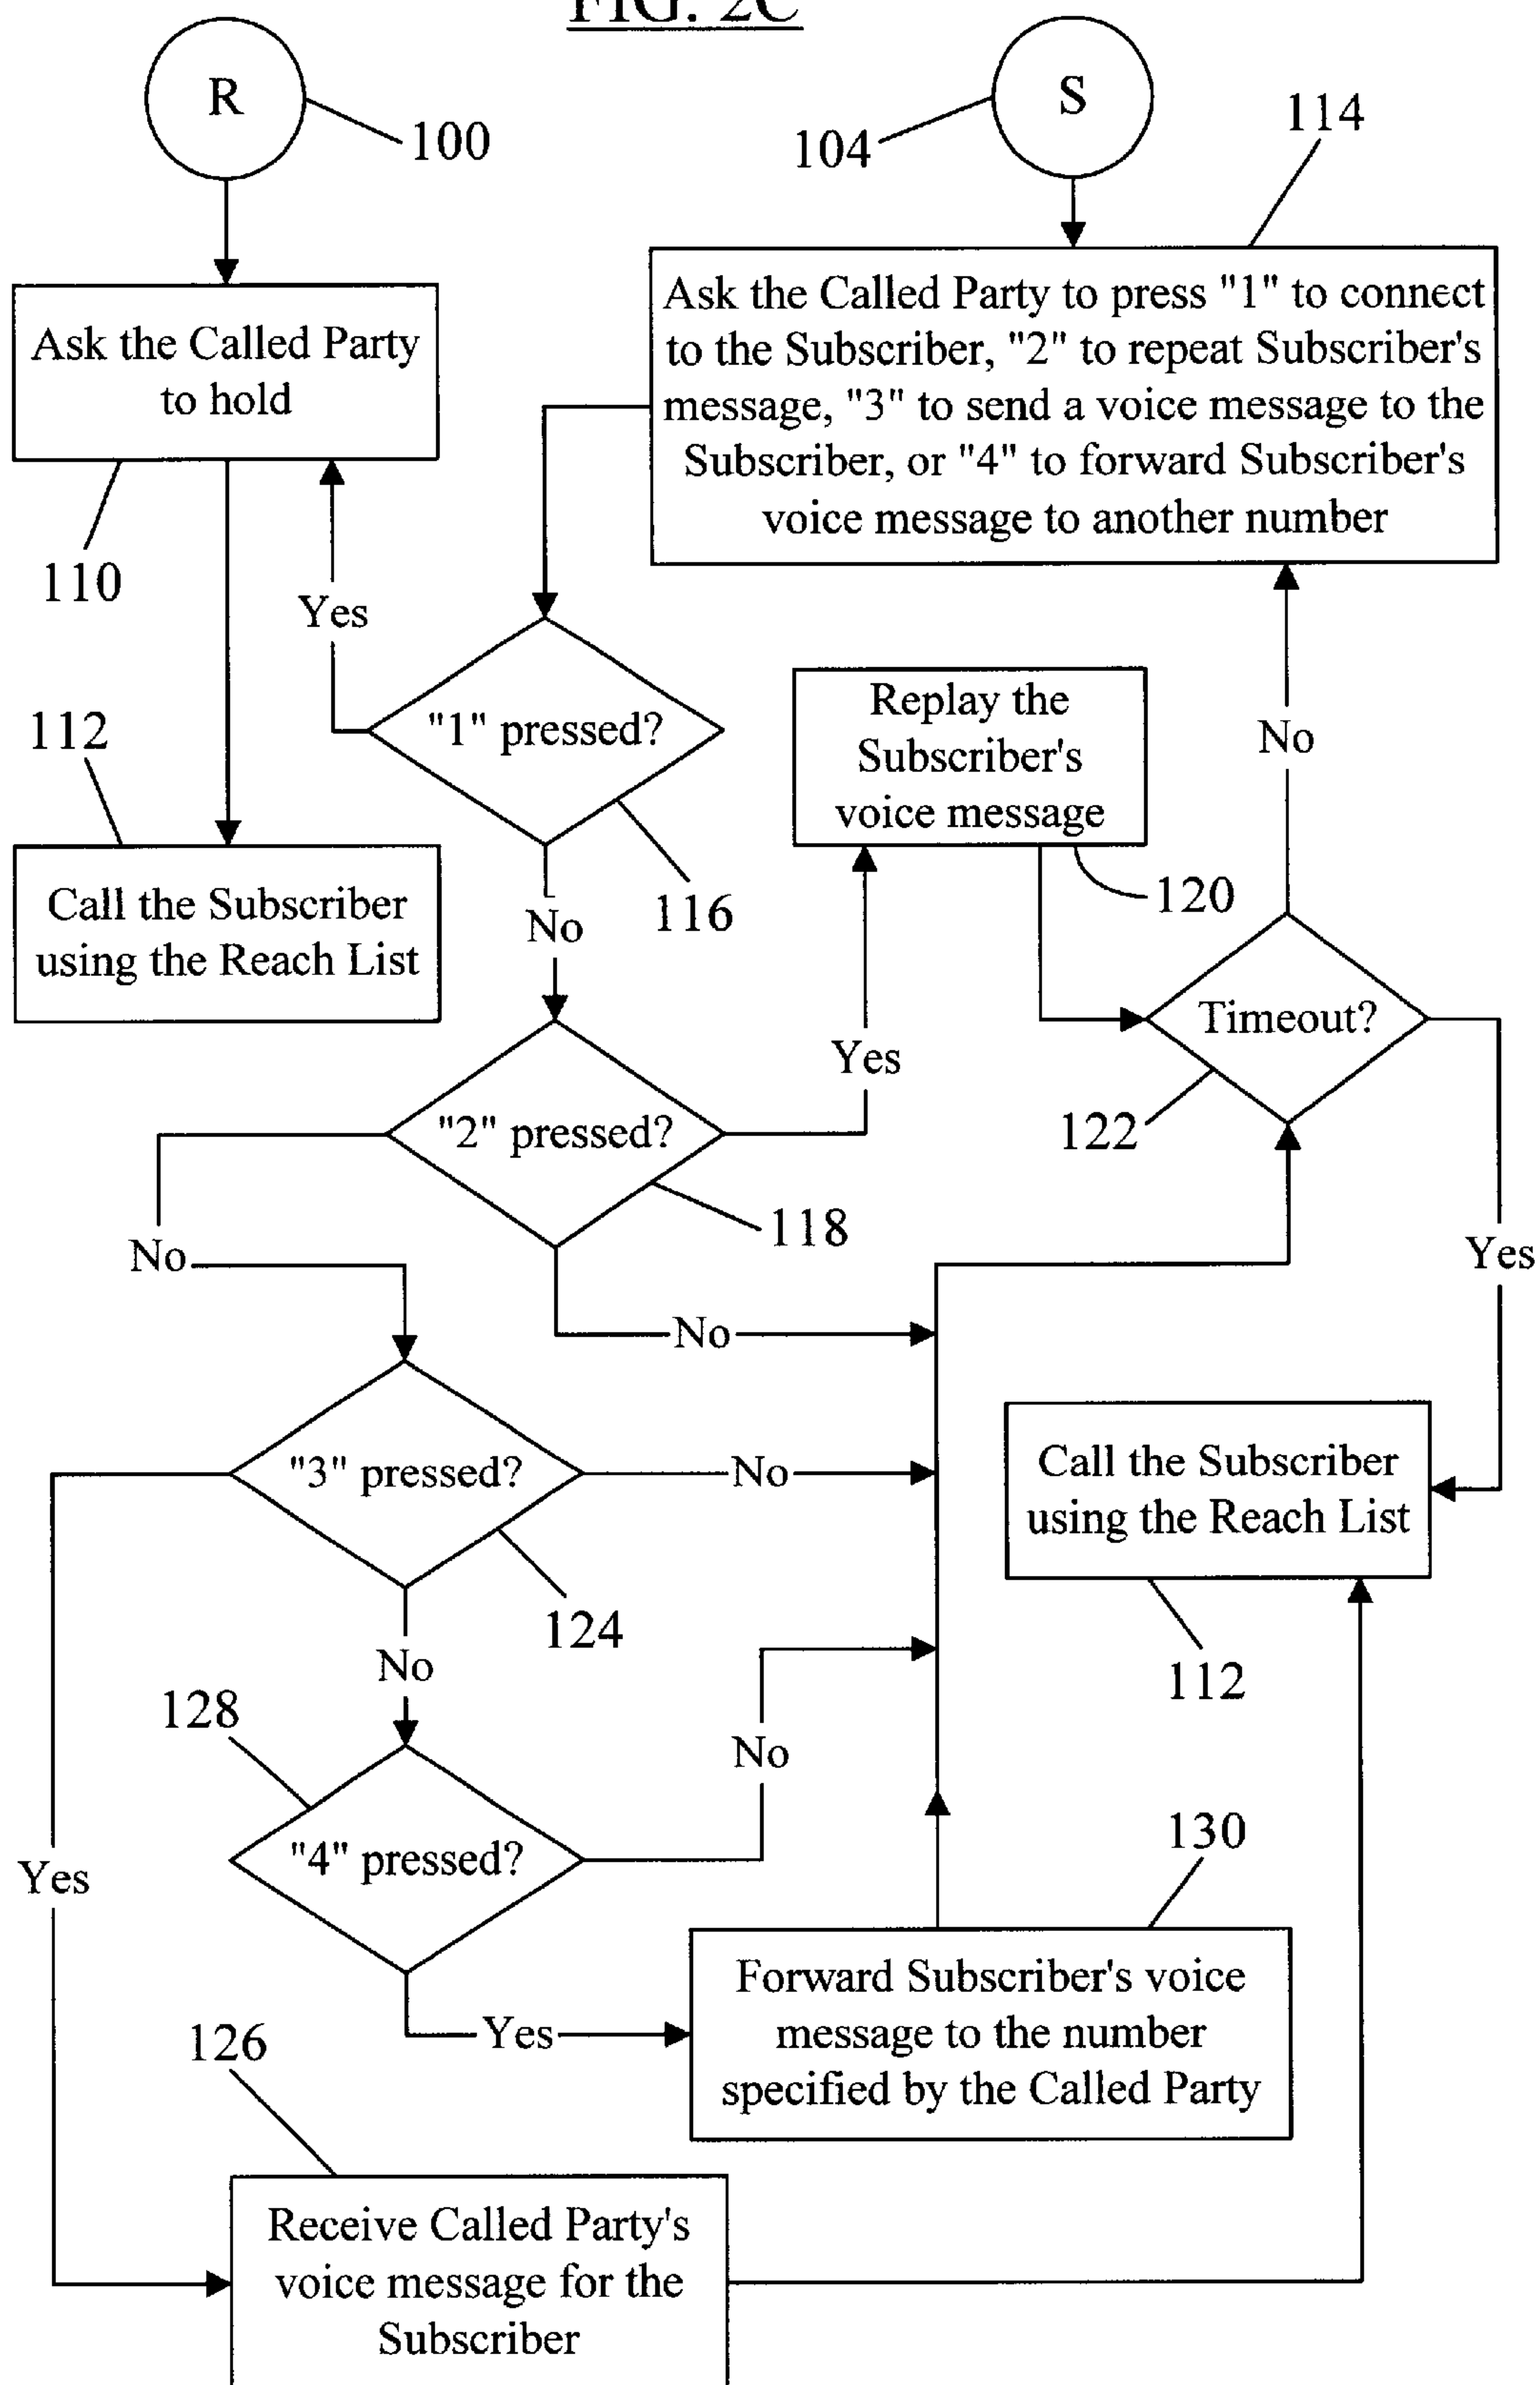 FIG. 2C
R
100
S
104
114
Ask the Called Party
to hold
110
Ask the Called Party to press "1" to connect
to the Subscriber, "2" to repeat Subscriber's
message, "3" to send a voice message to the
Subscriber, or "4" to forward Subscriber's
voice message to another number
Yes
"1" pressed?
116
No
112
Call the Subscriber
using the Reach List
Replay the
Subscriber's
voice message
120
No
Timeout?
122
Yes
Yes
"2" pressed?
118
No
No
"3" pressed?
No
124
No
Call the Subscriber
using the Reach List
112
128
"4" pressed?
No
Yes
Yes
130
Forward Subscriber's voice
message to the number
specified by the Called Party
126
Receive Called Party's
voice message for the
Subscriber